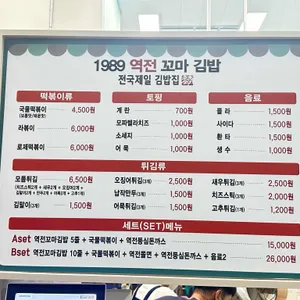 1989 역전 꼬마 김밥
전국제일 김밥집
떡볶이류
국물떡볶이 4,500원
라볶이 6,000원
로제떡볶이 6,000원
토핑
계 란 700원
모짜렐라치즈 1,000원
소세지 1,000원
어 묵 1,000원
음료
콜 라 1,500원
사이다 1,500원
환 타 1,500원
생 수 1,000원
튀김류
모듬튀김 6,500원
김말이 1,500원
오징어튀김 2,500원
납작만두 1,500원
어묵튀김 1,500원
새우튀김 2,500원
치즈스틱 2,000원
고추튀김 1,200원
세트(SET)메뉴
Aset 역전꼬마김밥 5줄 + 국물떡볶이 + 역전등심돈까스 15,000원
Bset 역전꼬마김밥 10줄 + 국물떡볶이 + 역전쫄면 + 역전등심돈까스 + 음료2 26,000원